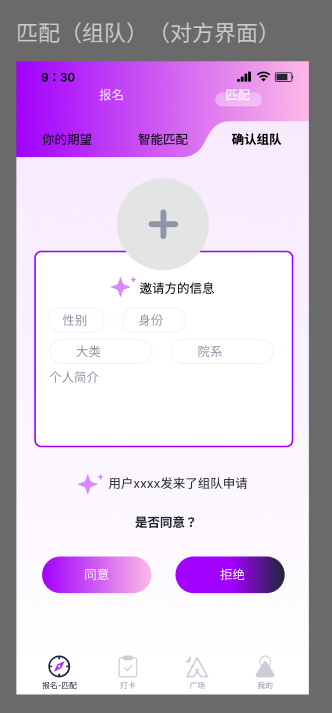 匹配（组队）（对方界面）
9：30
报名 匹配
你的期望 智能匹配 确认组队
邀请方的信息
性别 身份
大类 院系
个人简介
用户xxxx发来了组队申请
是否同意？
同意 拒绝
报名-匹配 打卡 广场 我的